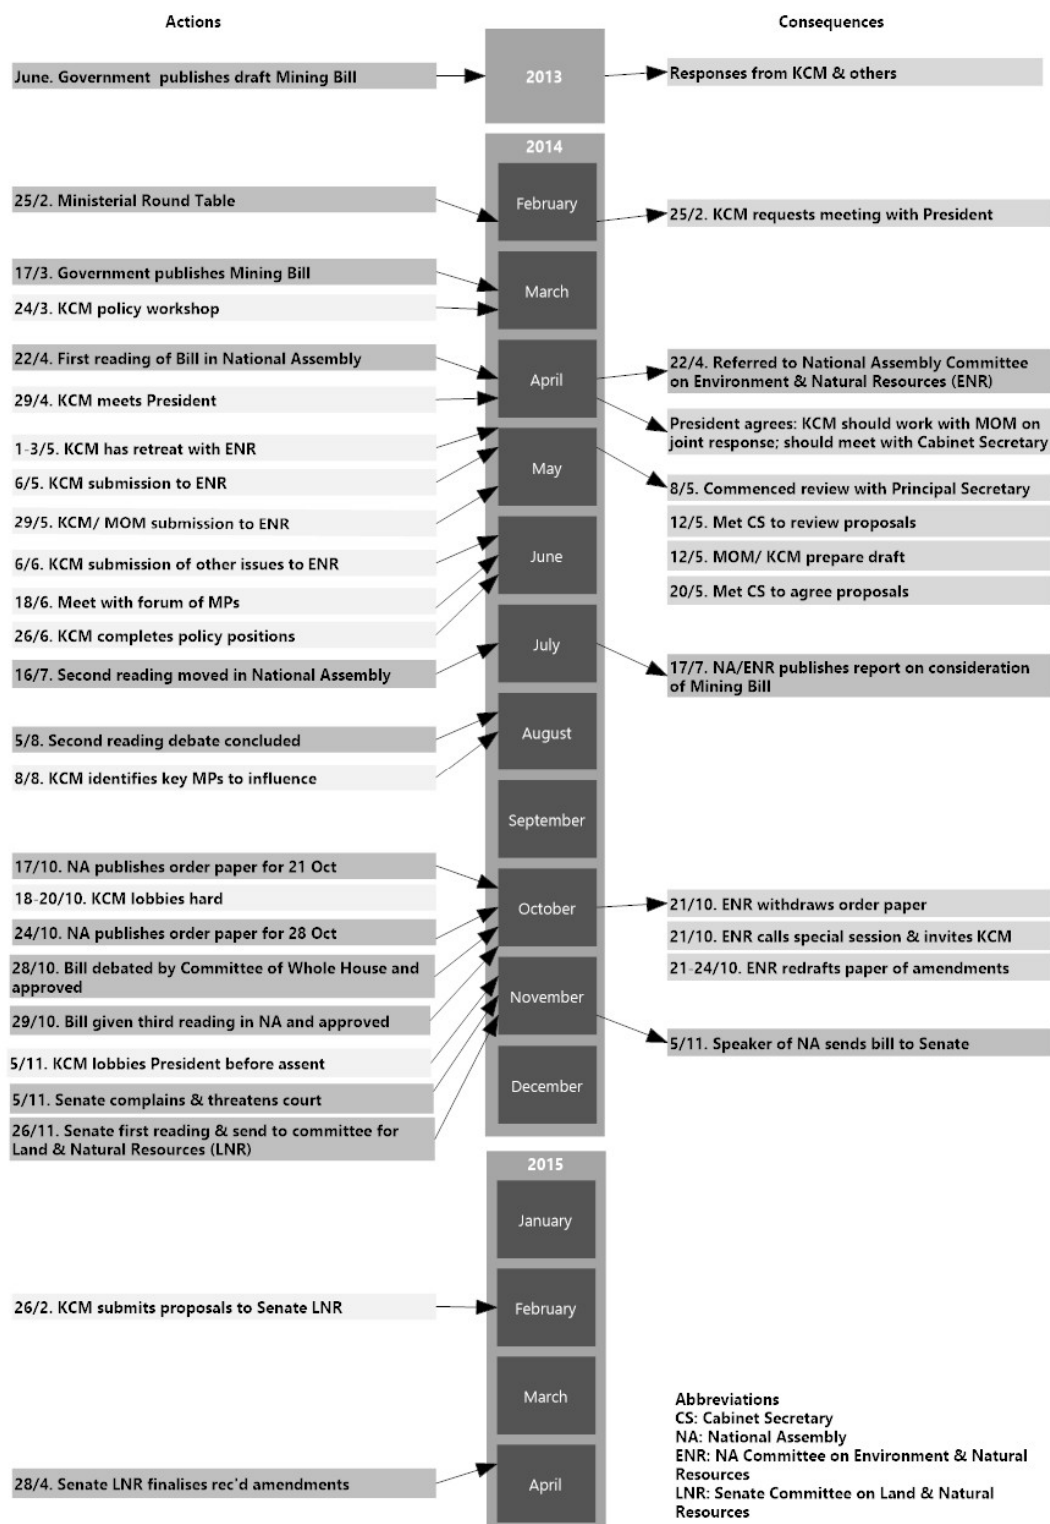 Actions
Consequences
2013
June. Government publishes draft Mining Bill
Responses from KCM & others
2014
February
25/2. Ministerial Round Table
25/2. KCM requests meeting with President
17/3. Government publishes Mining Bill
March
24/3. KCM policy workshop
22/4. First reading of Bill in National Assembly
April
22/4. Referred to National Assembly Committee
on Environment & Natural Resources (ENR)
29/4. KCM meets President
President agrees: KCM should work with MOM on
joint response; should meet with Cabinet Secretary
1-3/5. KCM has retreat with ENR
May
6/5. KCM submission to ENR
8/5. Commenced review with Principal Secretary
29/5. KCM/ MOM submission to ENR
12/5. Met CS to review proposals
6/6. KCM submission of other issues to ENR
June
12/5. MOM/ KCM prepare draft
18/6. Meet with forum of MPs
20/5. Met CS to agree proposals
26/6. KCM completes policy positions
July
16/7. Second reading moved in National Assembly
17/7. NA/ENR publishes report on consideration
of Mining Bill
5/8. Second reading debate concluded
August
8/8. KCM identifies key MPs to influence
September
17/10. NA publishes order paper for 21 Oct
18-20/10. KCM lobbies hard
October
21/10. ENR withdraws order paper
24/10. NA publishes order paper for 28 Oct
21/10. ENR calls special session & invites KCM
28/10. Bill debated by Committee of Whole House and
approved
21-24/10. ENR redrafts paper of amendments
November
29/10. Bill given third reading in NA and approved
5/11. Speaker of NA sends bill to Senate
5/11. KCM lobbies President before assent
December
5/11. Senate complains & threatens court
26/11. Senate first reading & send to committee for
Land & Natural Resources (LNR)
2015
January
26/2. KCM submits proposals to Senate LNR
February
March
28/4. Senate LNR finalises rec'd amendments
April
Abbreviations
CS: Cabinet Secretary
NA: National Assembly
ENR: NA Committee on Environment & Natural
Resources
LNR: Senate Committee on Land & Natural
Resources